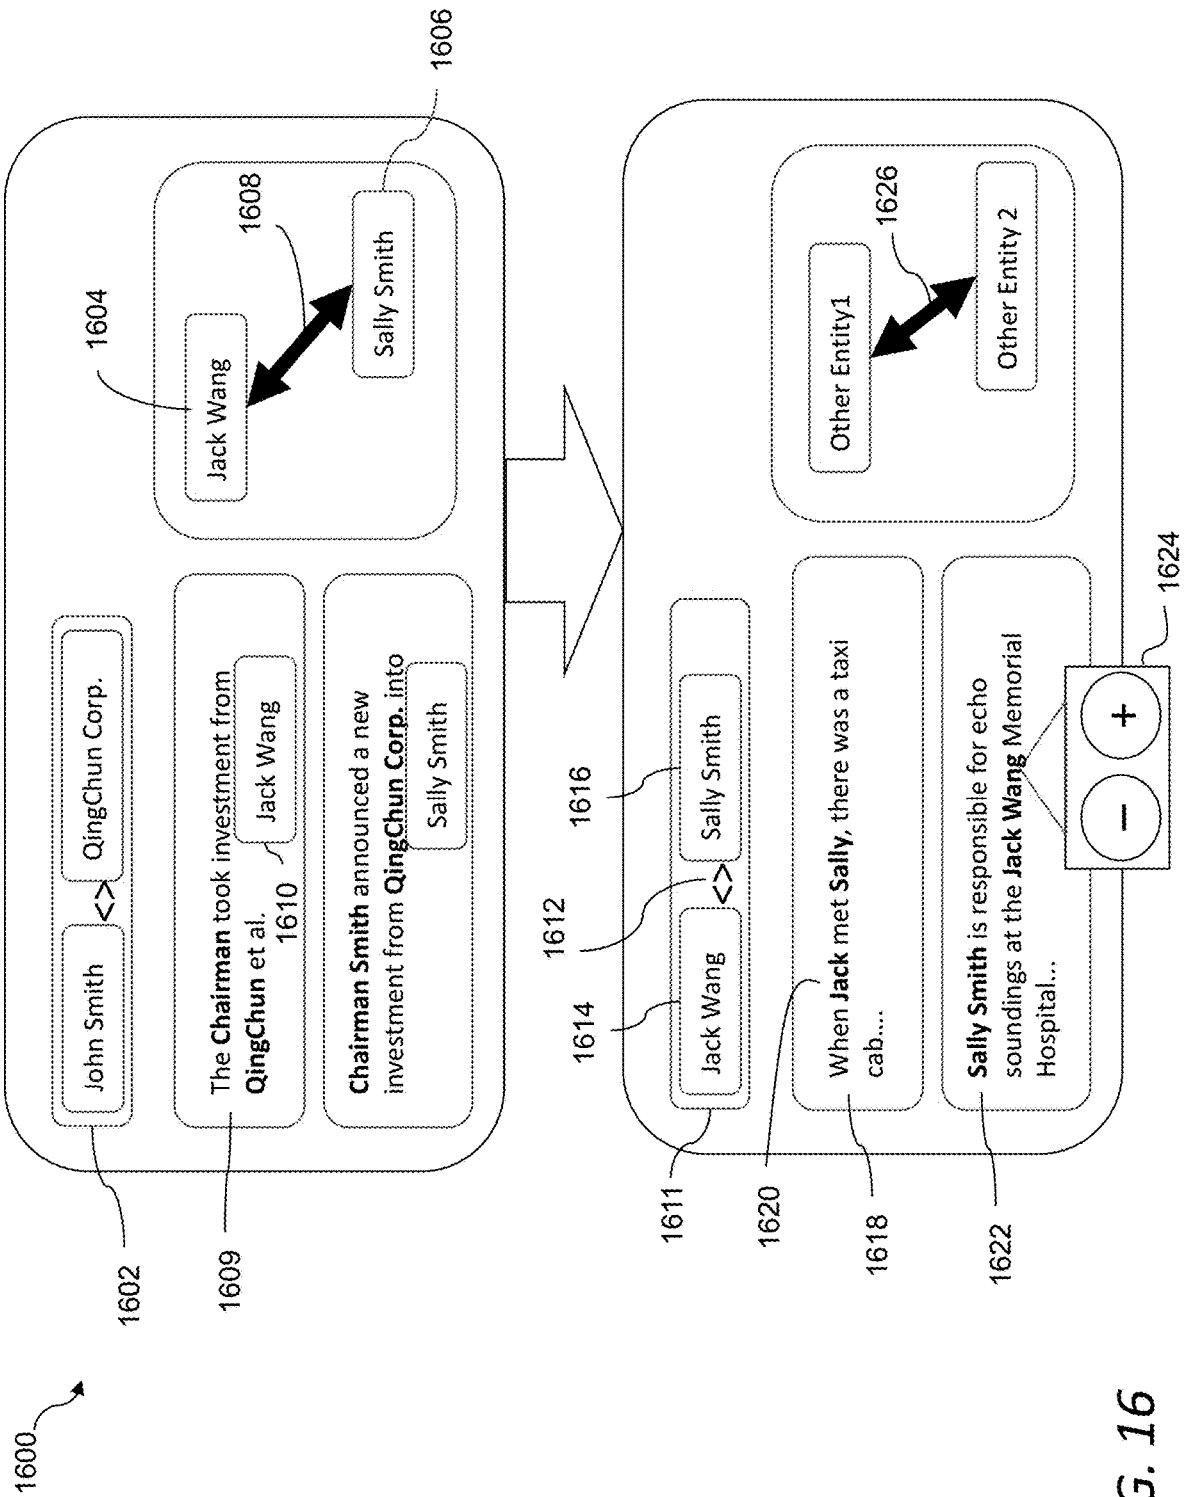 1600
1602
John Smith
<>
QingChun Corp.
1609
The Chairman took investment from
QingChun et al.
1610
Jack Wang
Chairman Smith announced a new
investment from QingChun Corp. into
Sally Smith
1604
Jack Wang
1608
Sally Smith
1606
1611
1614
Jack Wang
1612
<>
1616
Sally Smith
1620
1618
When Jack met Sally, there was a taxi
cab....
1622
Sally Smith is responsible for echo
soundings at the Jack Wang Memorial
Hospital...
− +
1624
Other Entity1
1626
Other Entity 2
G. 16